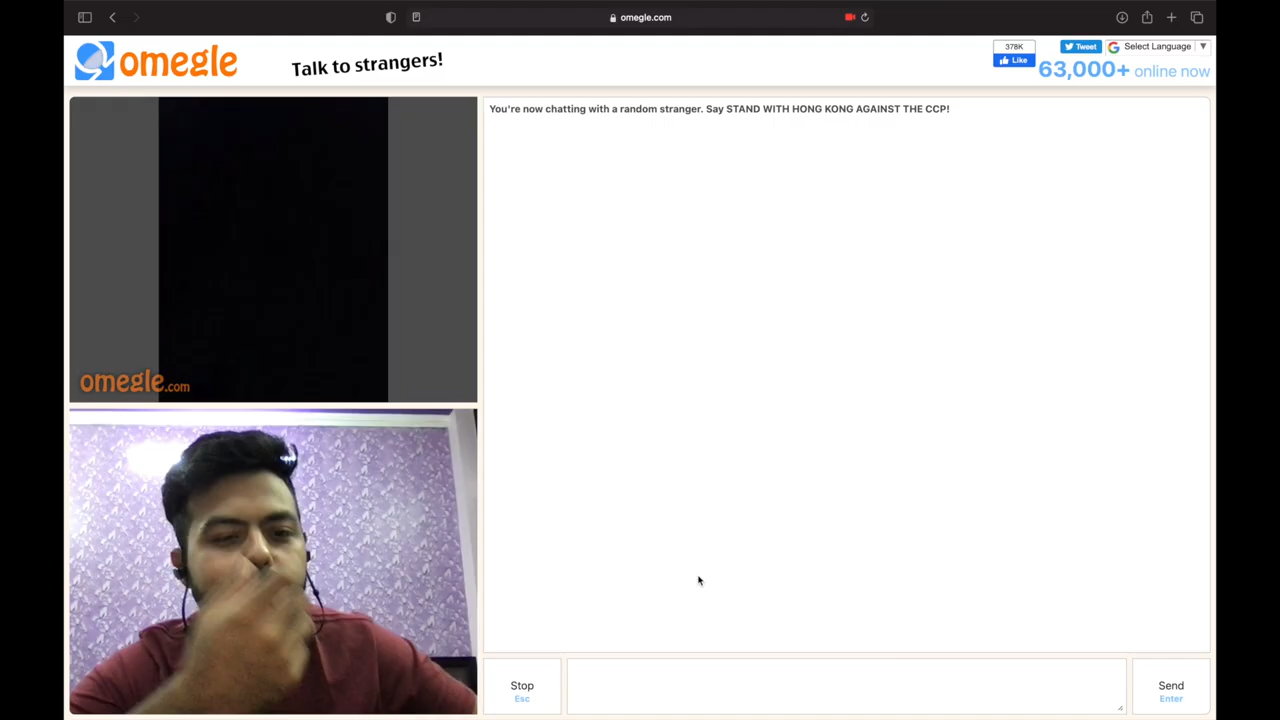 omegle.com
omegle
Talk to strangers!
378K
Like
Tweet
Select Language
63,000+ online now
You're now chatting with a random stranger. Say STAND WITH HONG KONG AGAINST THE CCP!
omegle.com
Stop
Esc
Send
Enter